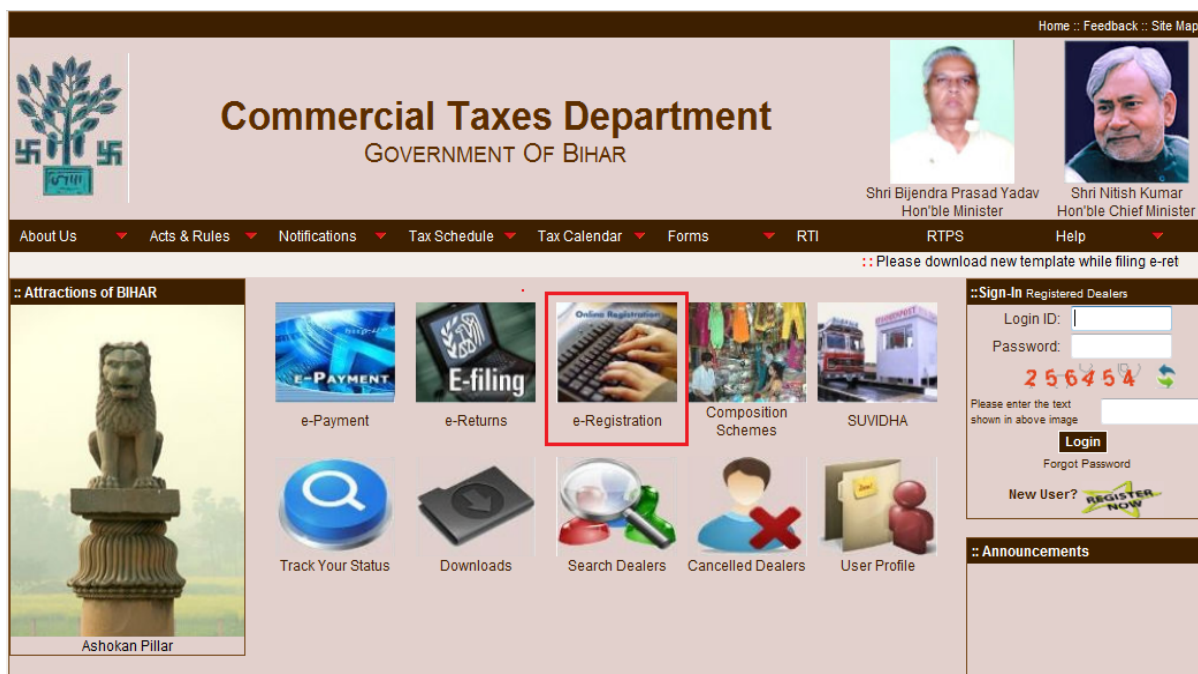 Home :: Feedback :: Site Map
Commercial Taxes Department
GOVERNMENT OF BIHAR
Shri Bijendra Prasad Yadav
Hon'ble Minister
Shri Nitish Kumar
Hon'ble Chief Minister
About Us Acts & Rules Notifications Tax Schedule Tax Calendar Forms RTI RTPS Help
:: Please download new template while filing e-ret
:: Attractions of BIHAR
Ashokan Pillar
e-PAYMENT
e-Payment
E-filing
e-Returns
Online Registration
e-Registration
Composition
Schemes
SUVIDHA
Track Your Status
Downloads
Search Dealers
Cancelled Dealers
User Profile
::Sign-In Registered Dealers
Login ID:
Password:
256454
Please enter the text
shown in above image
Login
Forgot Password
New User? REGISTER
NOW
:: Announcements